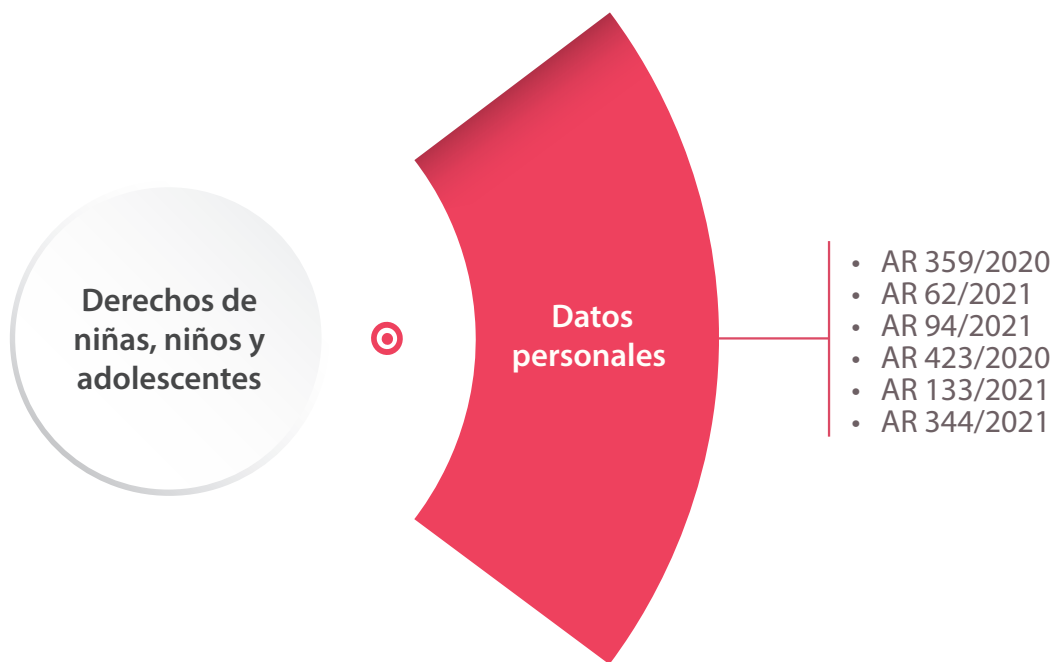 Derechos de
niñas, niños y
adolescentes
Datos
personales
• AR 359/2020
• AR 62/2021
• AR 94/2021
• AR 423/2020
• AR 133/2021
• AR 344/2021